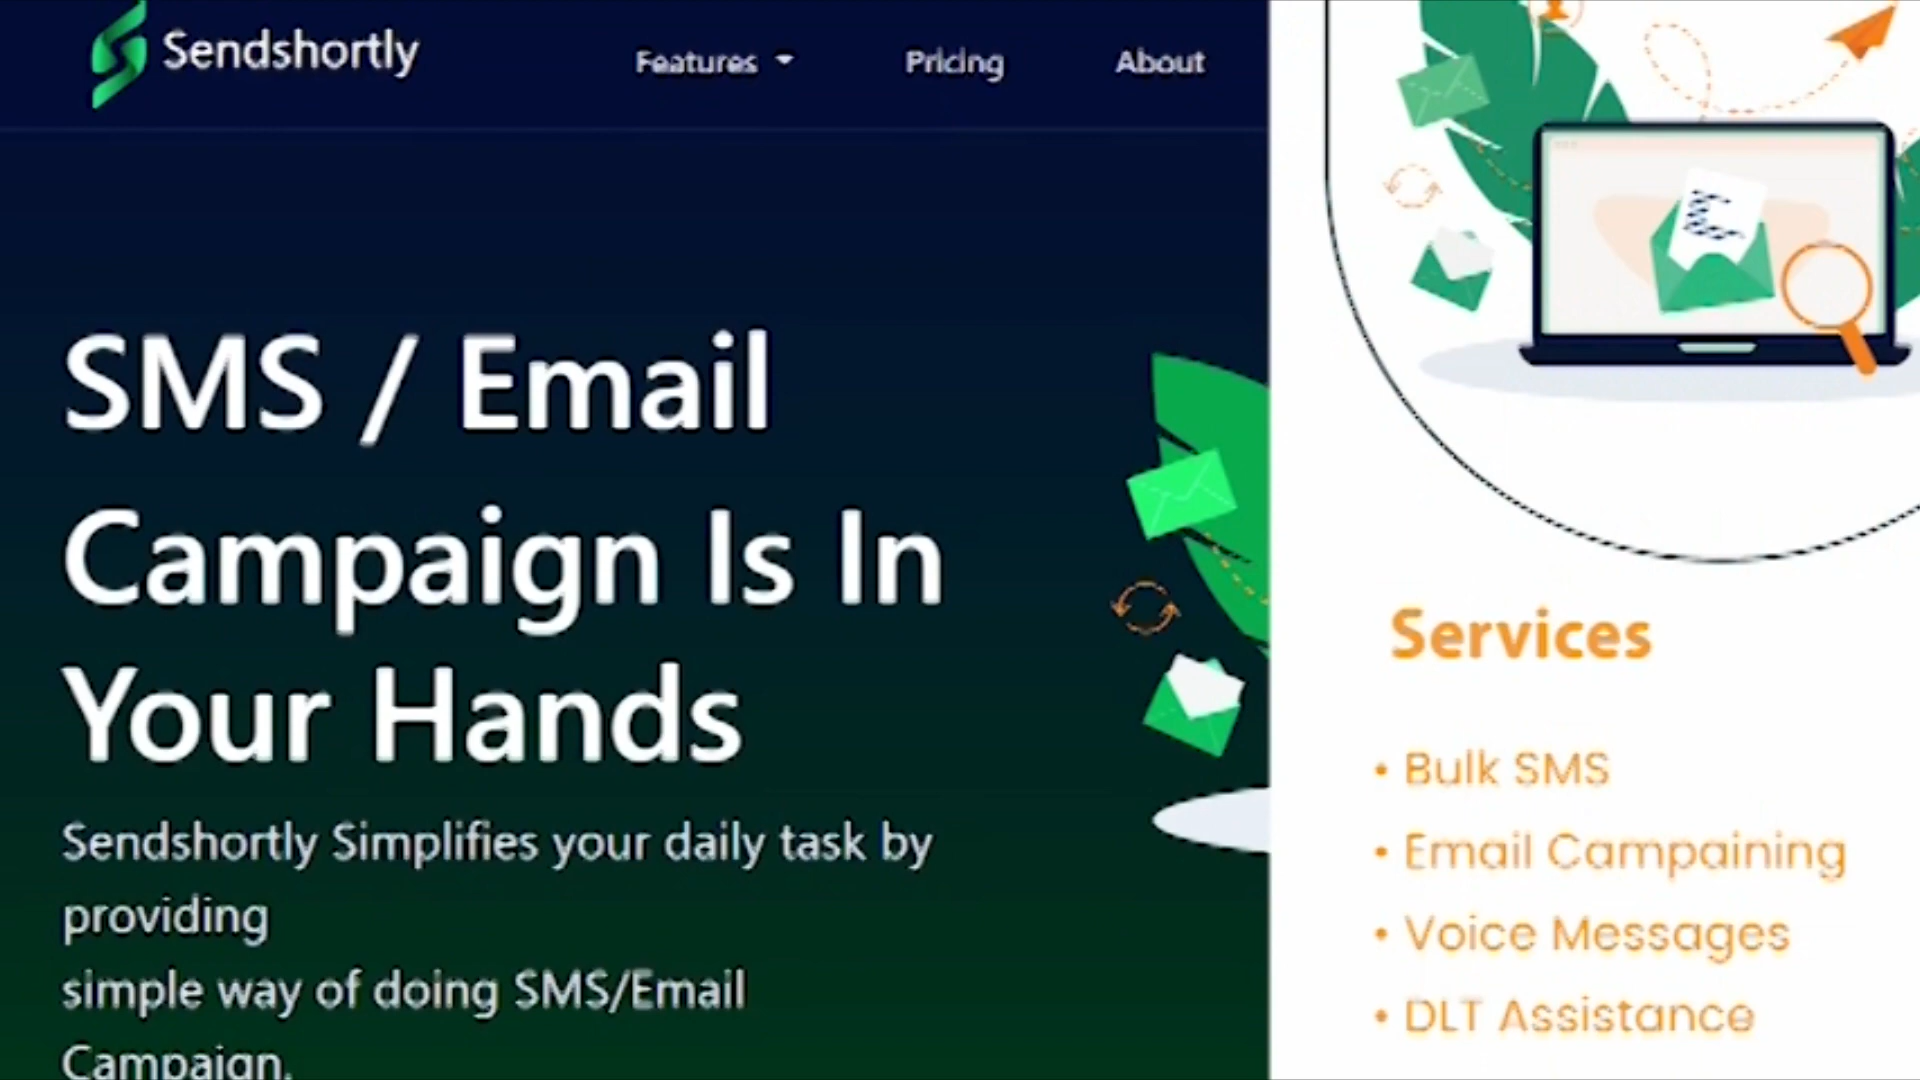 Sendshortly
Features
Pricing
About
SMS / Email
Campaign Is In
Your Hands
Sendshortly Simplifies your daily task by
providing
simple way of doing SMS/Email
Campaign.
Services
• Bulk SMS
• Email Campaining
• Voice Messages
• DLT Assistance